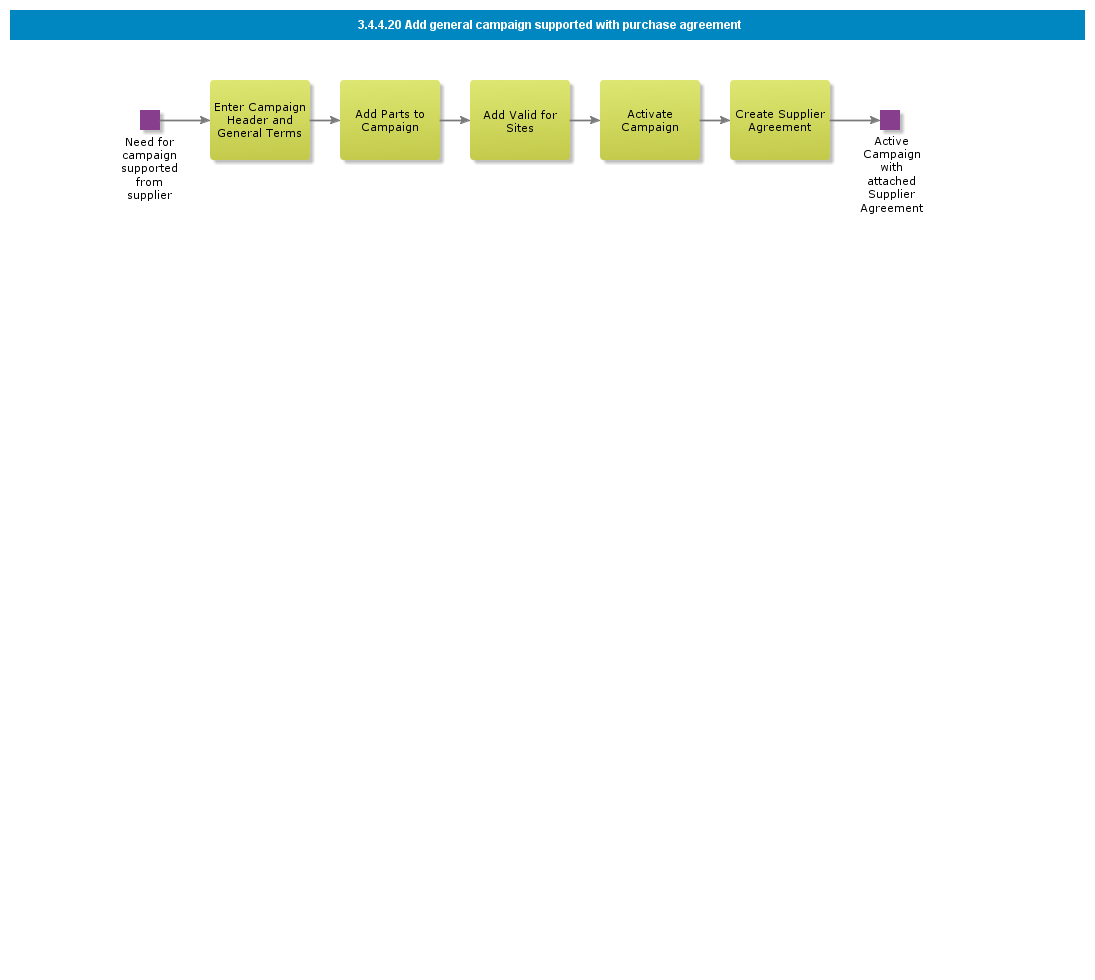 3.4.4.20 Add general campaign supported with purchase agreement
Need for
campaign
supported
from
supplier
Enter Campaign
Header and
General Terms
Add Parts to
Campaign
Add Valid for
Sites
Activate
Campaign
Create Supplier
Agreement
Active
Campaign
with
attached
Supplier
Agreement